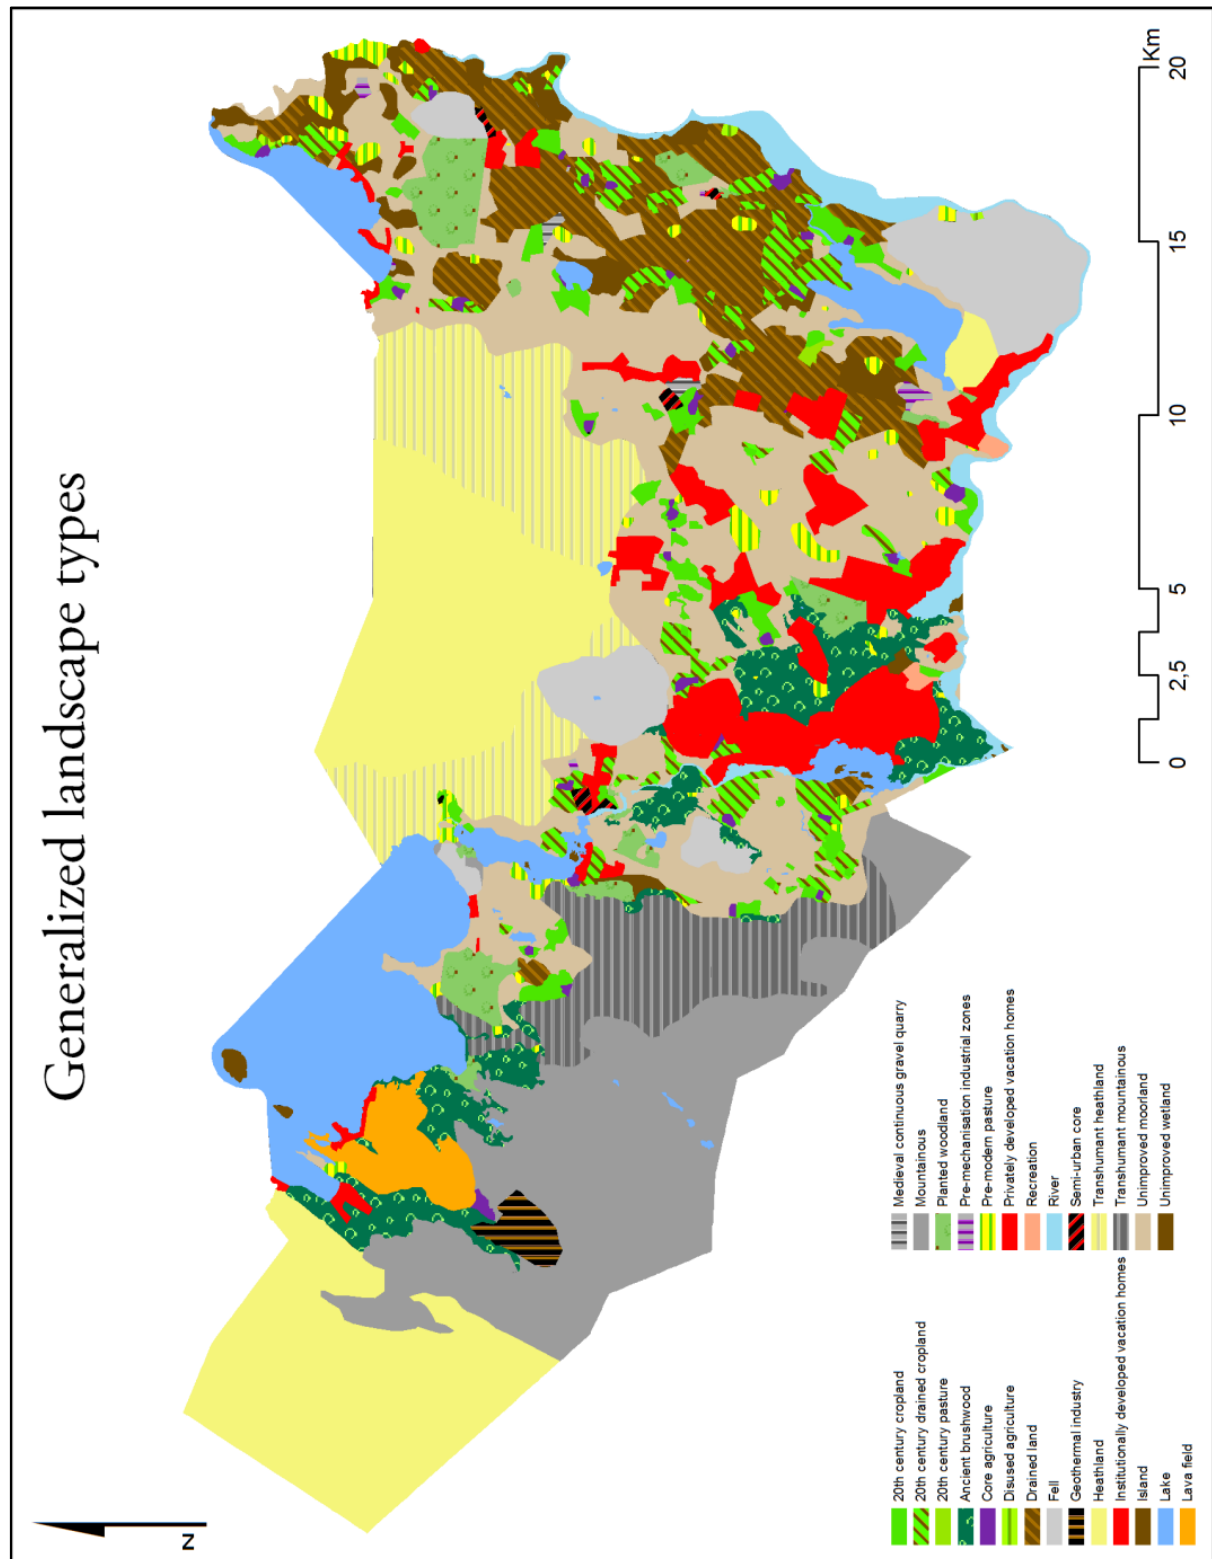 Generalized landscape types
N
20th century cropland
20th century drained cropland
20th century pasture
Ancient brushwood
Core agriculture
Disused agriculture
Drained land
Fell
Geothermal industry
Heathland
Institutionally developed vacation homes
Island
Lake
Lava field
Medieval continuous gravel quarry
Mountainous
Planted woodland
Pre-mechanisation industrial zones
Pre-modern pasture
Privately developed vacation homes
Recreation
River
Semi-urban core
Transhumant heathland
Transhumant mountainous
Unimproved moorland
Unimproved wetland
0 2,5 5 10 15 20
Km